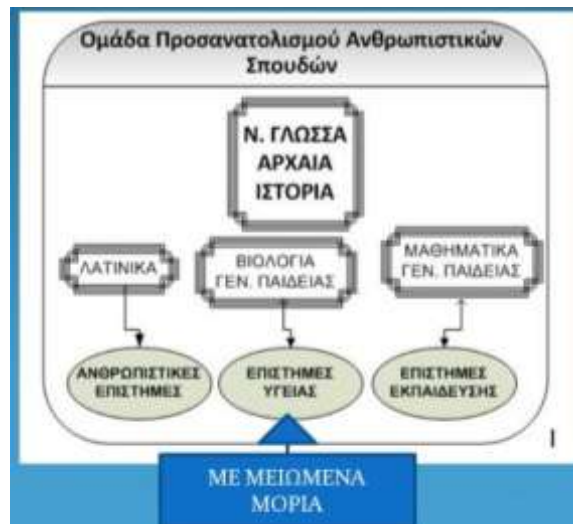 Ομάδα Προσανατολισμού Ανθρωπιστικών
Σπουδών
Ν. ΓΛΩΣΣΑ
ΑΡΧΑΙΑ
ΙΣΤΟΡΙΑ
ΛΑΤΙΝΙΚΑ
ΒΙΟΛΟΓΙΑ
ΓΕΝ. ΠΑΙΔΕΙΑΣ
ΜΑΘΗΜΑΤΙΚΑ
ΓΕΝ. ΠΑΙΔΕΙΑΣ
ΑΝΘΡΩΠΙΣΤΙΚΕΣ
ΕΠΙΣΤΗΜΕΣ
ΕΠΙΣΤΗΜΕΣ
ΥΓΕΙΑΣ
ΕΠΙΣΤΗΜΕΣ
ΕΚΠΑΙΔΕΥΣΗΣ
ΜΕ ΜΕΙΩΜΕΝΑ
ΜΟΡΙΑ